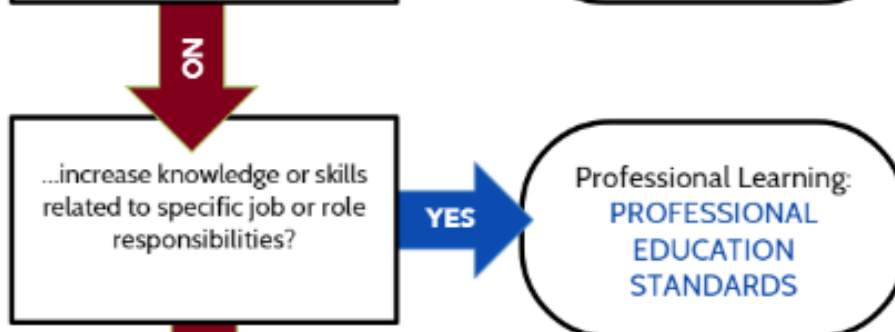 NO
...increase knowledge or skills
related to specific job or role
responsibilities?
YES
Professional Learning:
PROFESSIONAL
EDUCATION
STANDARDS